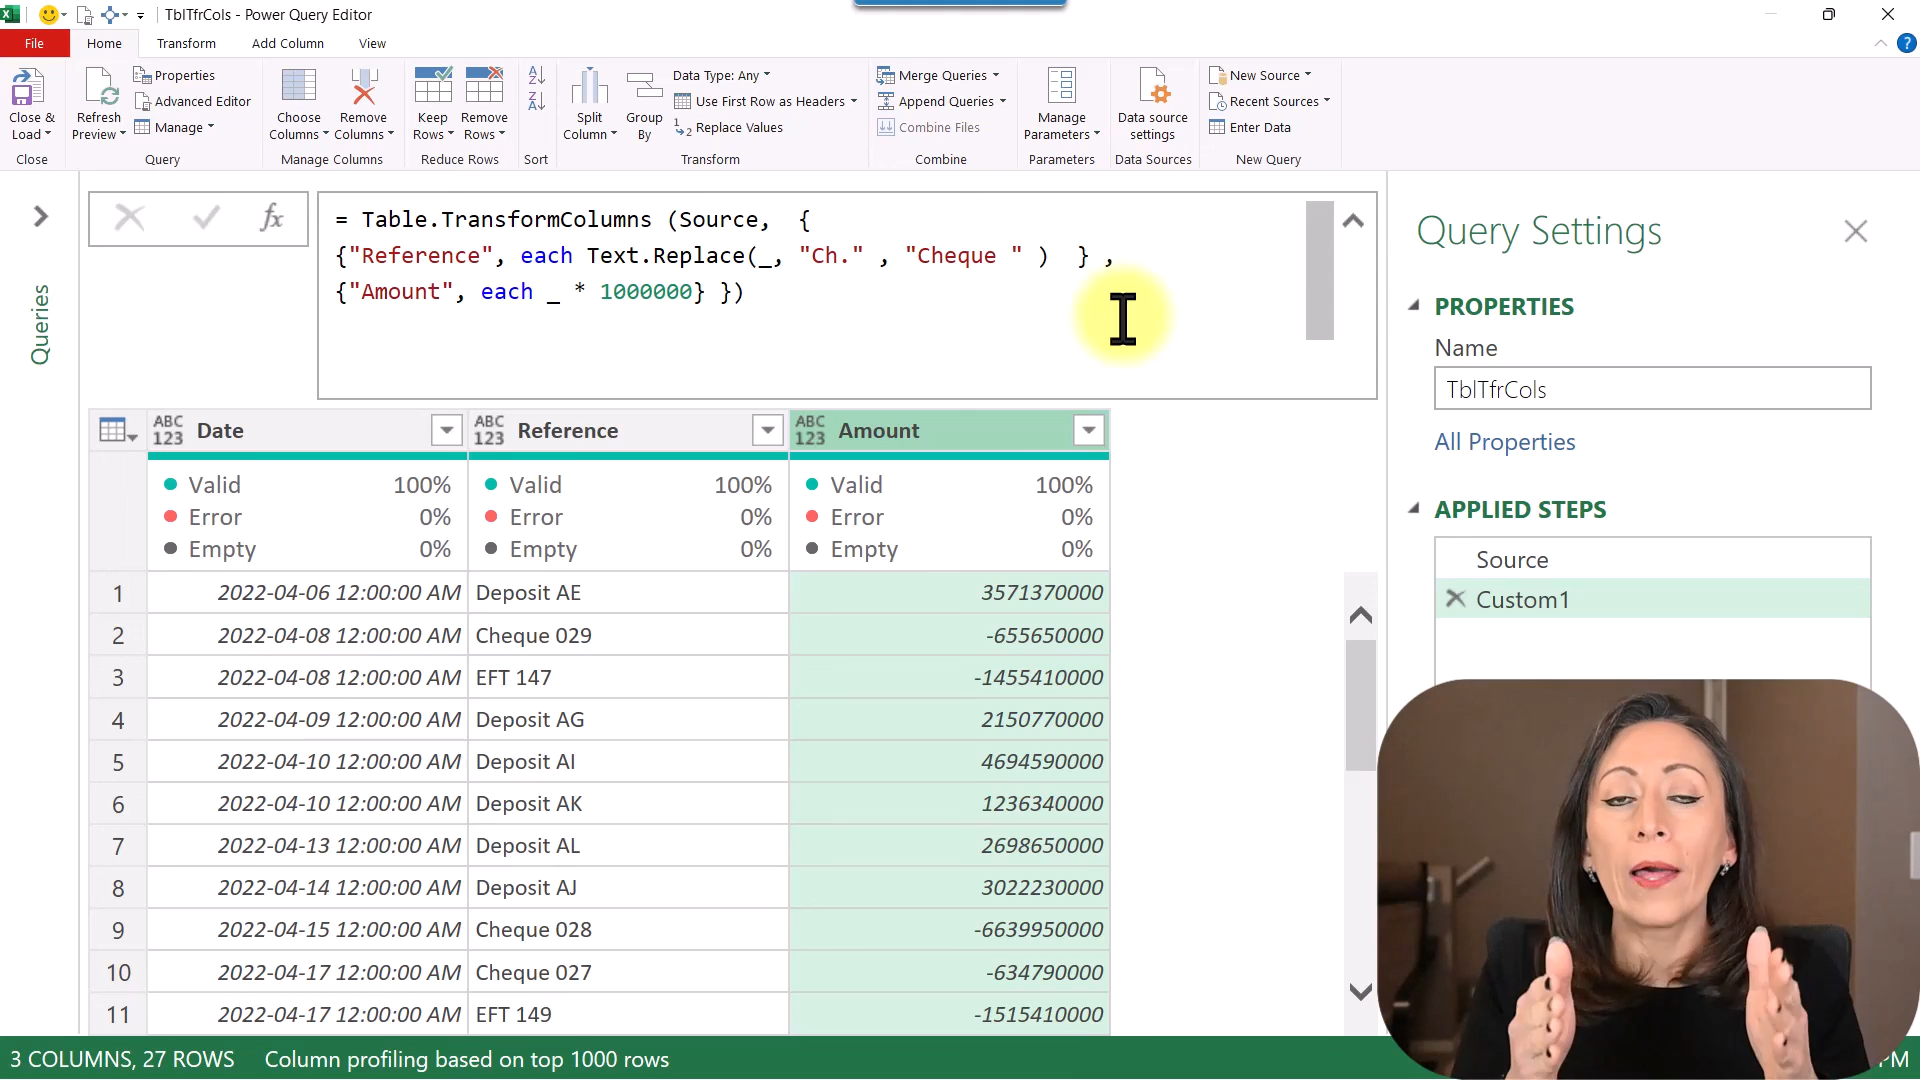 TblTfrCols - Power Query Editor
File Home Transform Add Column View
Close & Load
Close
Refresh Preview
Properties
Advanced Editor
Manage
Query
Choose Columns
Remove Columns
Manage Columns
Keep Rows
Remove Rows
Reduce Rows
Sort
Split Column
Group By
Data Type: Any
Use First Row as Headers
Replace Values
Transform
Merge Queries
Append Queries
Combine Files
Combine
Manage Parameters
Parameters
Data source settings
Data Sources
New Source
Recent Sources
Enter Data
New Query
Queries
fx
= Table.TransformColumns (Source, {
{"Reference", each Text.Replace(_, "Ch." , "Cheque " ) } ,
{"Amount", each _ * 1000000} })
ABC 123 Date ABC 123 Reference ABC 123 Amount
Valid 100% Valid 100% Valid 100%
Error 0% Error 0% Error 0%
Empty 0% Empty 0% Empty 0%
1 2022-04-06 12:00:00 AM Deposit AE 3571370000
2 2022-04-08 12:00:00 AM Cheque 029 -655650000
3 2022-04-08 12:00:00 AM EFT 147 -1455410000
4 2022-04-09 12:00:00 AM Deposit AG 2150770000
5 2022-04-10 12:00:00 AM Deposit AI 4694590000
6 2022-04-10 12:00:00 AM Deposit AK 1236340000
7 2022-04-13 12:00:00 AM Deposit AL 2698650000
8 2022-04-14 12:00:00 AM Deposit AJ 3022230000
9 2022-04-15 12:00:00 AM Cheque 028 -6639950000
10 2022-04-17 12:00:00 AM Cheque 027 -634790000
11 2022-04-17 12:00:00 AM EFT 149 -1515410000
Query Settings
PROPERTIES
Name
TblTfrCols
All Properties
APPLIED STEPS
Source
Custom1
3 COLUMNS, 27 ROWS Column profiling based on top 1000 rows
PM